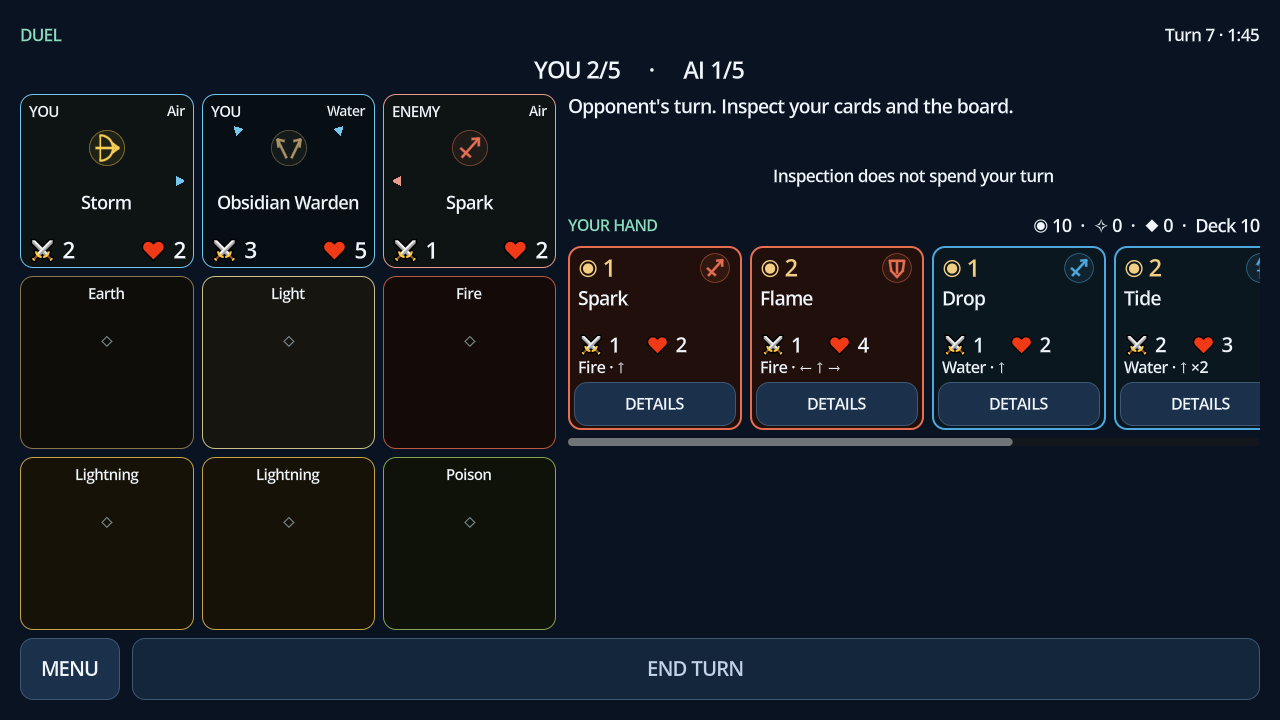 DUEL
Turn 7 · 1:45
YOU 2/5 · AI 1/5
YOU Air
Storm
2 2
YOU Water
Obsidian Warden
3 5
ENEMY Air
Spark
1 2
Opponent's turn. Inspect your cards and the board.
Inspection does not spend your turn
YOUR HAND
◉ 10 · ✧ 0 · ◆ 0 · Deck 10
◉ 1
Spark
⚔ 1 ❤ 2
Fire · ↑
DETAILS
◉ 2
Flame
⚔ 1 ❤ 4
Fire · ← ↑ →
DETAILS
◉ 1
Drop
⚔ 1 ❤ 2
Water · ↑
DETAILS
◉ 2
Tide
⚔ 2 ❤ 3
Water · ↑ ×2
DETAILS
Earth
Light
Fire
Lightning
Lightning
Poison
MENU
END TURN